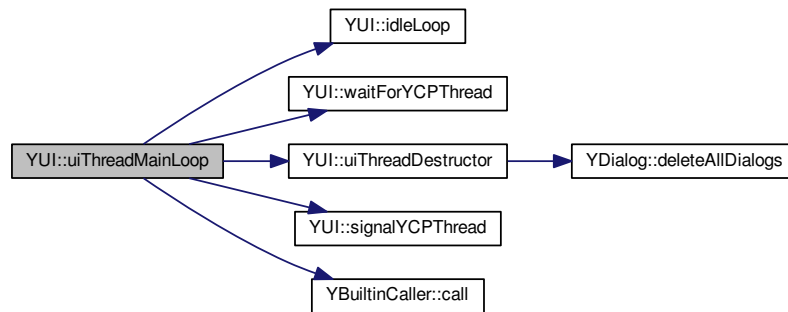 YUI::idleLoop
YUI::waitForYCPThread
YUI::uiThreadMainLoop
YUI::uiThreadDestructor
YDialog::deleteAllDialogs
YUI::signalYCPThread
YBuiltinCaller::call